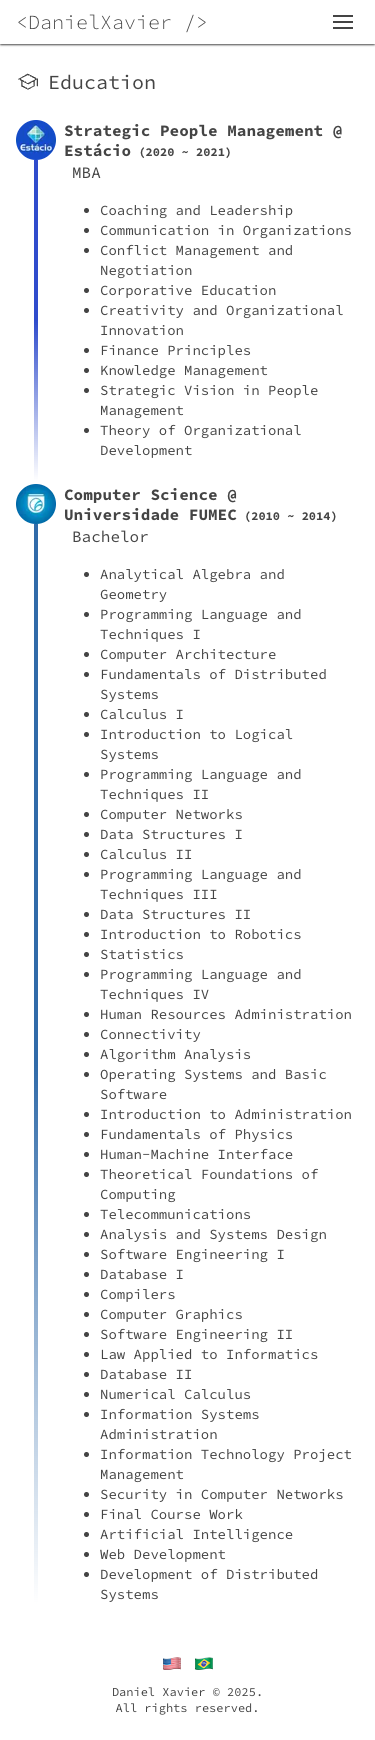 <DanielXavier />
Education
Estácio
Strategic People Management @
Estácio (2020 ~ 2021)
MBA
• Coaching and Leadership
• Communication in Organizations
• Conflict Management and
Negotiation
• Corporative Education
• Creativity and Organizational
Innovation
• Finance Principles
• Knowledge Management
• Strategic Vision in People
Management
• Theory of Organizational
Development
Computer Science @
Universidade FUMEC (2010 ~ 2014)
Bachelor
• Analytical Algebra and
Geometry
• Programming Language and
Techniques I
• Computer Architecture
• Fundamentals of Distributed
Systems
• Calculus I
• Introduction to Logical
Systems
• Programming Language and
Techniques II
• Computer Networks
• Data Structures I
• Calculus II
• Programming Language and
Techniques III
• Data Structures II
• Introduction to Robotics
• Statistics
• Programming Language and
Techniques IV
• Human Resources Administration
• Connectivity
• Algorithm Analysis
• Operating Systems and Basic
Software
• Introduction to Administration
• Fundamentals of Physics
• Human-Machine Interface
• Theoretical Foundations of
Computing
• Telecommunications
• Analysis and Systems Design
• Software Engineering I
• Database I
• Compilers
• Computer Graphics
• Software Engineering II
• Law Applied to Informatics
• Database II
• Numerical Calculus
• Information Systems
Administration
• Information Technology Project
Management
• Security in Computer Networks
• Final Course Work
• Artificial Intelligence
• Web Development
• Development of Distributed
Systems
Daniel Xavier © 2025.
All rights reserved.